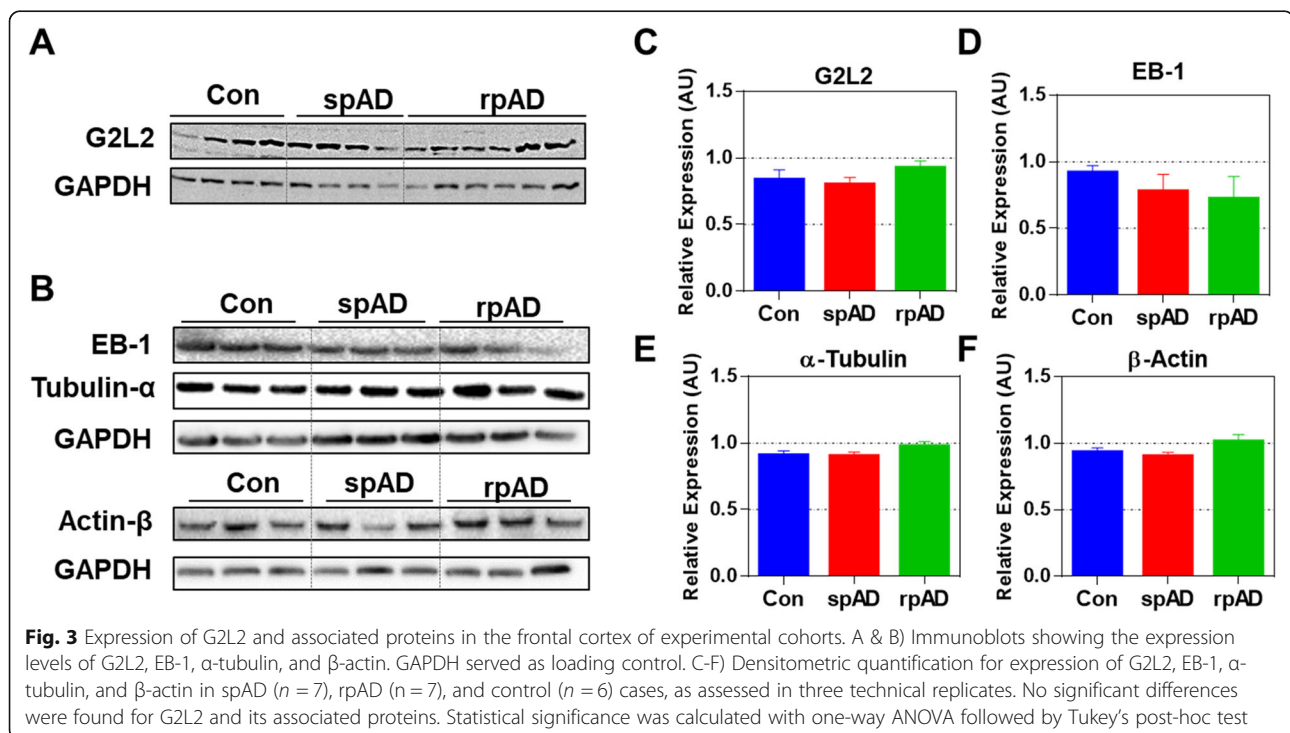 A
Con spAD rpAD
G2L2
GAPDH
B
Con spAD rpAD
EB-1
Tubulin-α
GAPDH
Con spAD rpAD
Actin-β
GAPDH
C
G2L2
Relative Expression (AU)
1.5
1.0
0.5
0.0
Con spAD rpAD
D
EB-1
Relative Expression (AU)
1.5
1.0
0.5
0.0
Con spAD rpAD
E
α-Tubulin
Relative Expression (AU)
1.5
1.0
0.5
0.0
Con spAD rpAD
F
β-Actin
Relative Expression (AU)
1.5
1.0
0.5
0.0
Con spAD rpAD
Fig. 3 Expression of G2L2 and associated proteins in the frontal cortex of experimental cohorts. A & B) Immunoblots showing the expression
levels of G2L2, EB-1, α-tubulin, and β-actin. GAPDH served as loading control. C-F) Densitometric quantification for expression of G2L2, EB-1, α-
tubulin, and β-actin in spAD (n = 7), rpAD (n = 7), and control (n = 6) cases, as assessed in three technical replicates. No significant differences
were found for G2L2 and its associated proteins. Statistical significance was calculated with one-way ANOVA followed by Tukey's post-hoc test